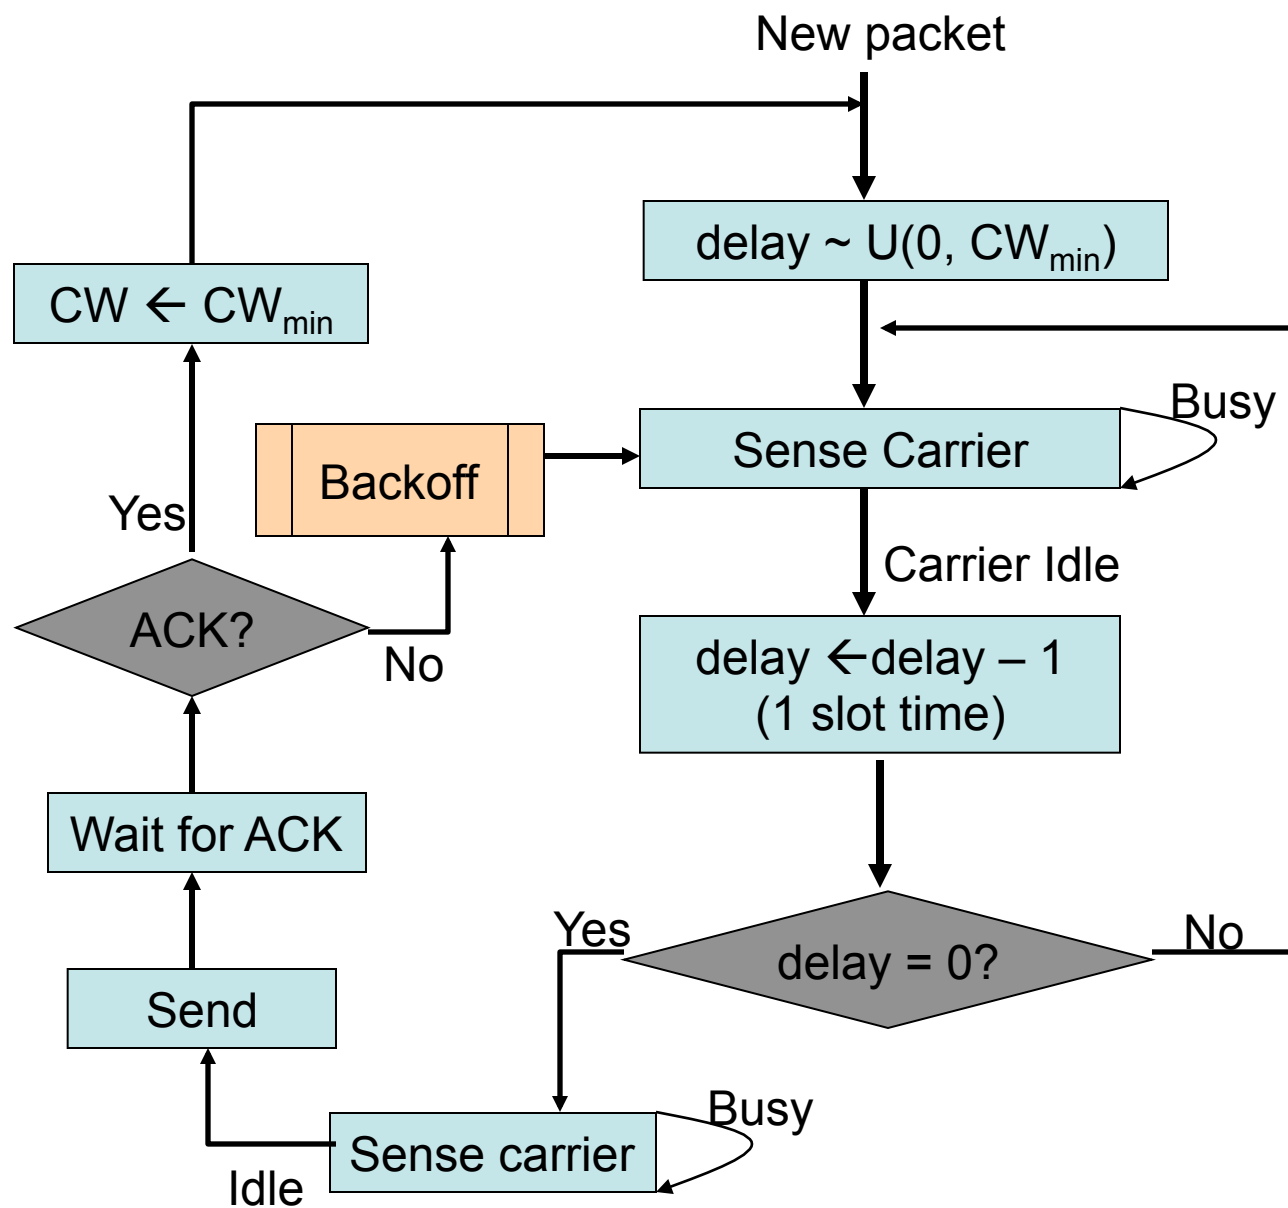 New packet
delay ~ U(0, CWmin)
CW ← CWmin
Busy
Sense Carrier
Backoff
Yes
Carrier Idle
ACK?
No
delay ←delay – 1
(1 slot time)
Wait for ACK
Yes
No
delay = 0?
Send
Busy
Sense carrier
Idle